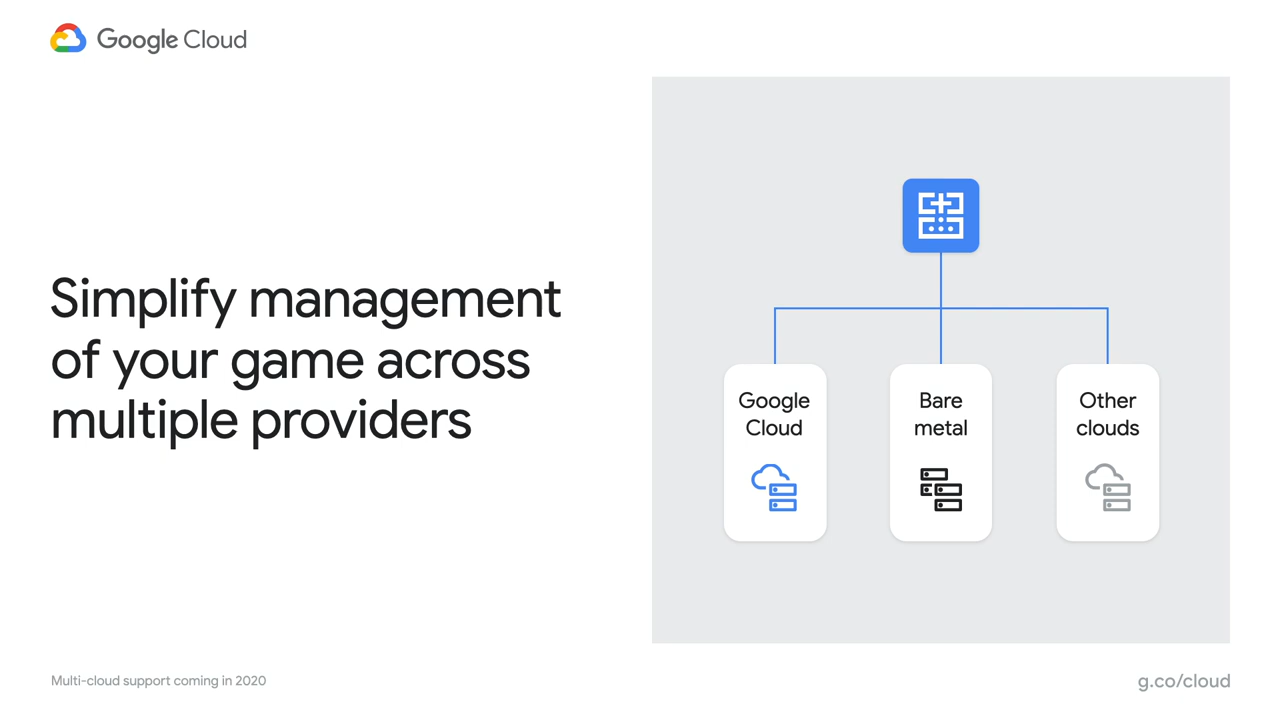 Google Cloud
Simplify management
of your game across
multiple providers
Google
Cloud
Bare
metal
Other
clouds
Multi-cloud support coming in 2020
g.co/cloud